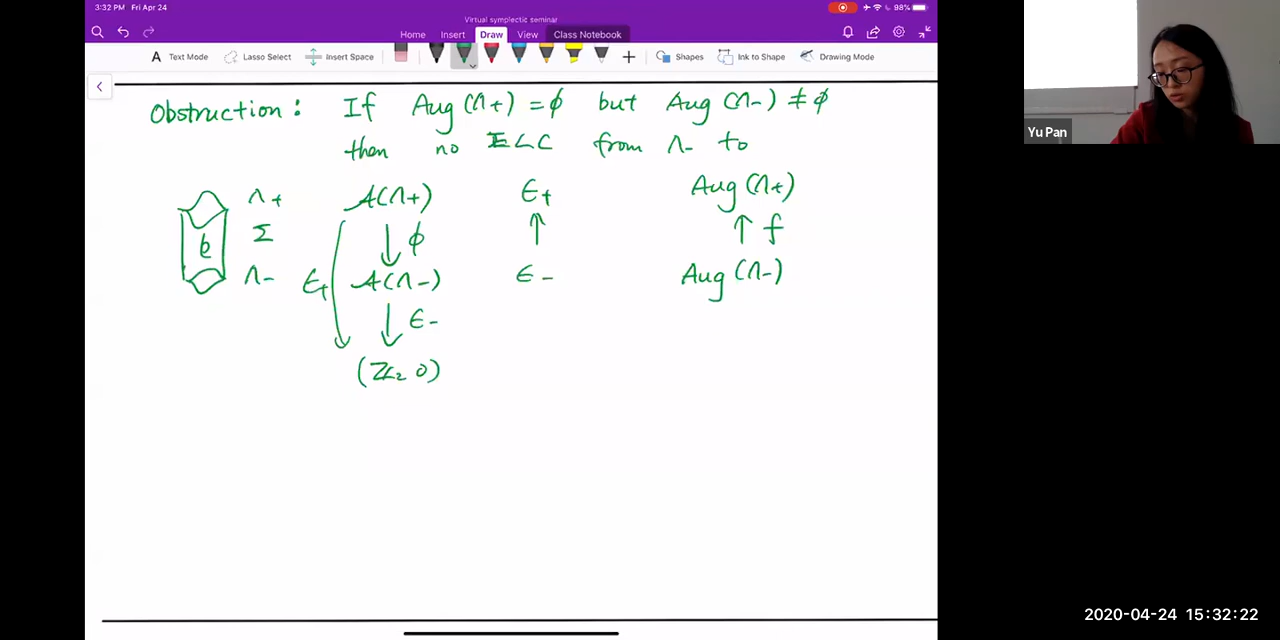 3:32 PM Fri Apr 24
98%
Virtual symplectic seminar
Home Insert Draw View Class Notebook
Text Mode Lasso Select Insert Space Shapes Ink to Shape Drawing Mode
Obstruction : If Aug (Λ+) = ϕ but Aug (Λ-) ≠ ϕ
then no ELC from Λ- to
Λ+ A(Λ+) ϵ+ Aug (Λ+)
Σ ↓ ϕ ↑ ↑ f
Λ- ϵ+ A(Λ-) ϵ- Aug (Λ-)
↓ ϵ-
(ℤ₂ 0)
Yu Pan
2020-04-24 15:32:22